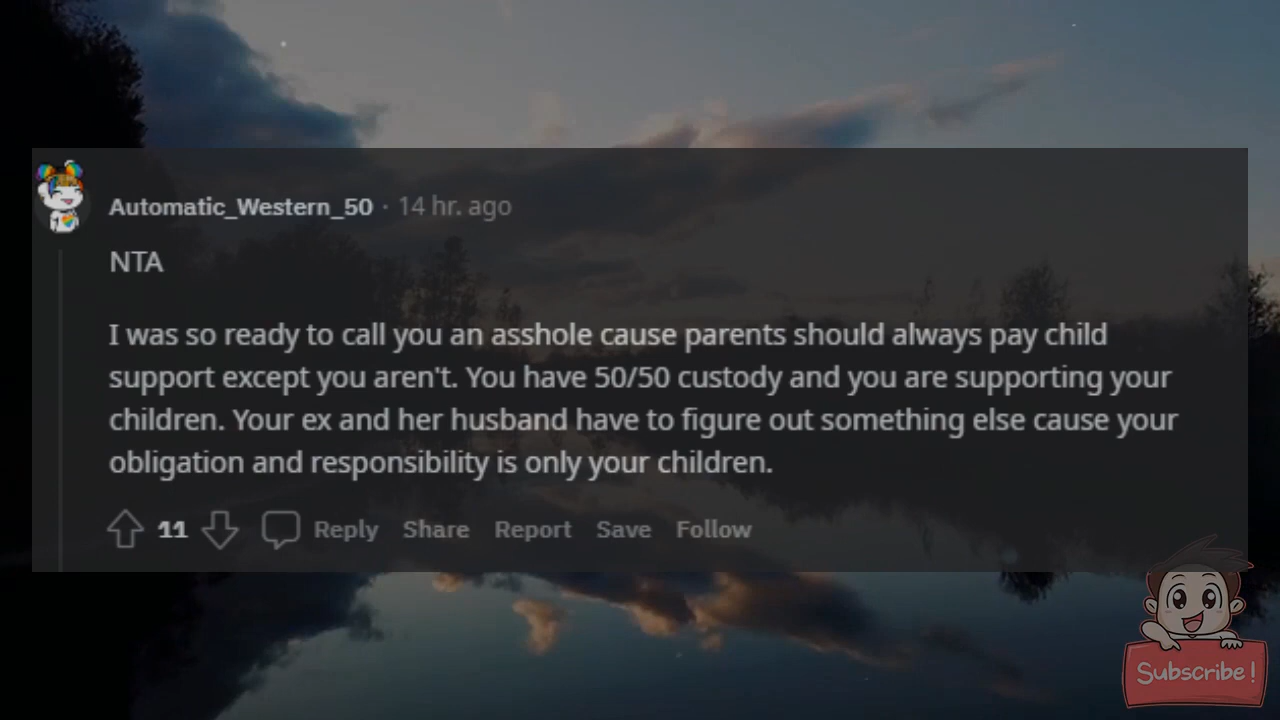 Automatic_Western_50 · 14 hr. ago
NTA
I was so ready to call you an asshole cause parents should always pay child
support except you aren't. You have 50/50 custody and you are supporting your
children. Your ex and her husband have to figure out something else cause your
obligation and responsibility is only your children.
11 Reply Share Report Save Follow
Subscribe!